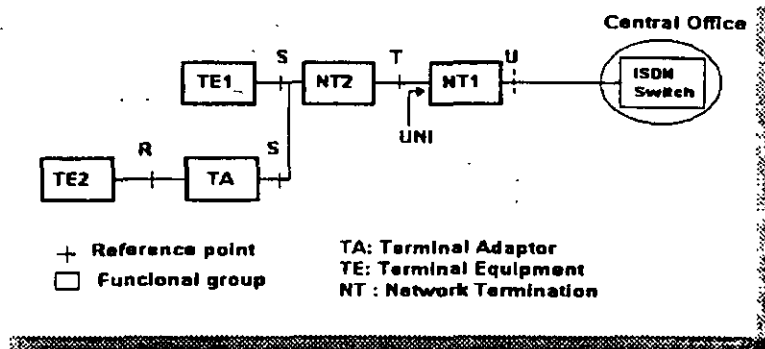 Central Office
S T U
TE1 NT2 NT1 ISDN
Switch
UNI
R S
TE2 TA
Reference point
Funcional group
TA: Terminal Adaptor
TE: Terminal Equipment
NT : Network Termination